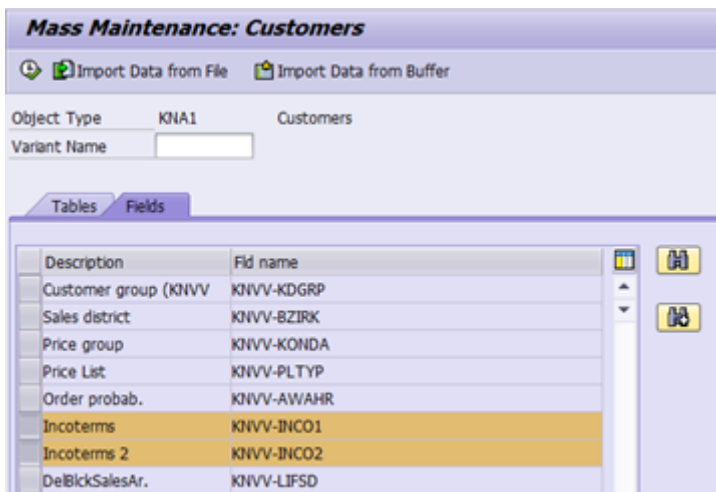 Mass Maintenance: Customers
Import Data from File Import Data from Buffer
Object Type KNA1 Customers
Variant Name
Tables Fields
Description Fld name
Customer group (KNVV KNVV-KDGRP
Sales district KNVV-BZIRK
Price group KNVV-KONDA
Price List KNVV-PLTYP
Order probab. KNVV-AWAHR
Incoterms KNVV-INCO1
Incoterms 2 KNVV-INCO2
DelBlckSalesAr. KNVV-LIFSD